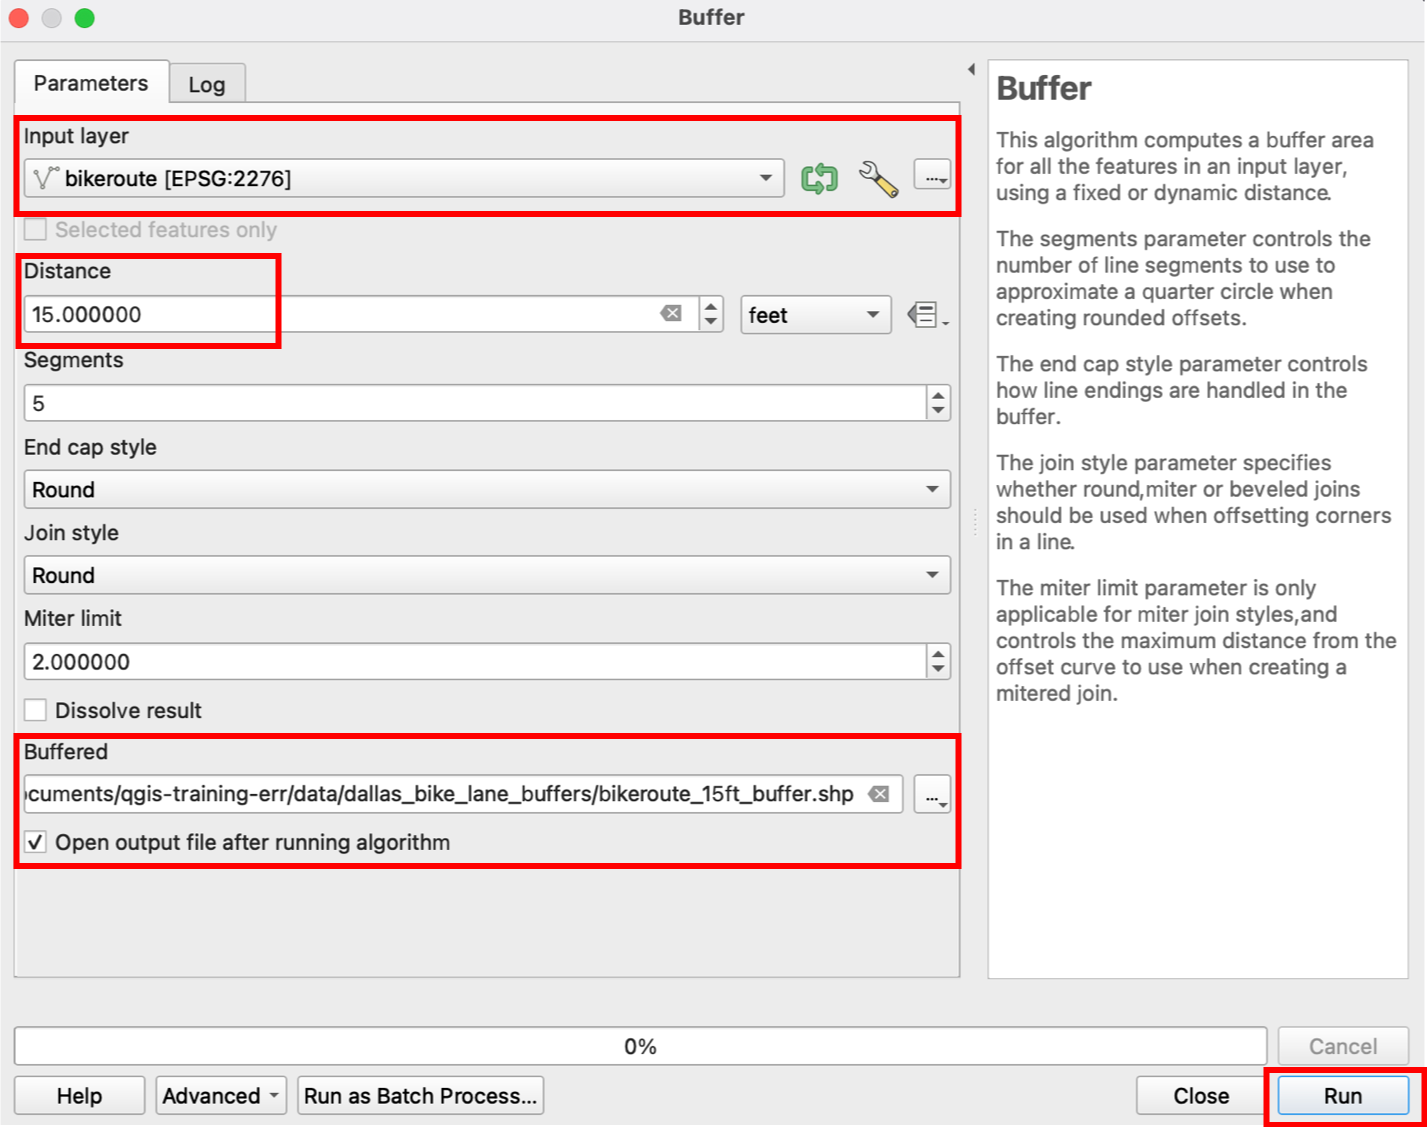 Buffer
Parameters
Log
Input layer
bikeroute [EPSG:2276]
...
Selected features only
Distance
15.000000
feet
Segments
5
End cap style
Round
Join style
Round
Miter limit
2.000000
Dissolve result
Buffered
ocuments/qgis-training-err/data/dallas_bike_lane_buffers/bikeroute_15ft_buffer.shp
...
Open output file after running algorithm
Buffer
This algorithm computes a buffer area
for all the features in an input layer,
using a fixed or dynamic distance.
The segments parameter controls the
number of line segments to use to
approximate a quarter circle when
creating rounded offsets.
The end cap style parameter controls
how line endings are handled in the
buffer.
The join style parameter specifies
whether round,miter or beveled joins
should be used when offsetting corners
in a line.
The miter limit parameter is only
applicable for miter join styles,and
controls the maximum distance from the
offset curve to use when creating a
mitered join.
0%
Cancel
Help
Advanced
Run as Batch Process...
Close
Run